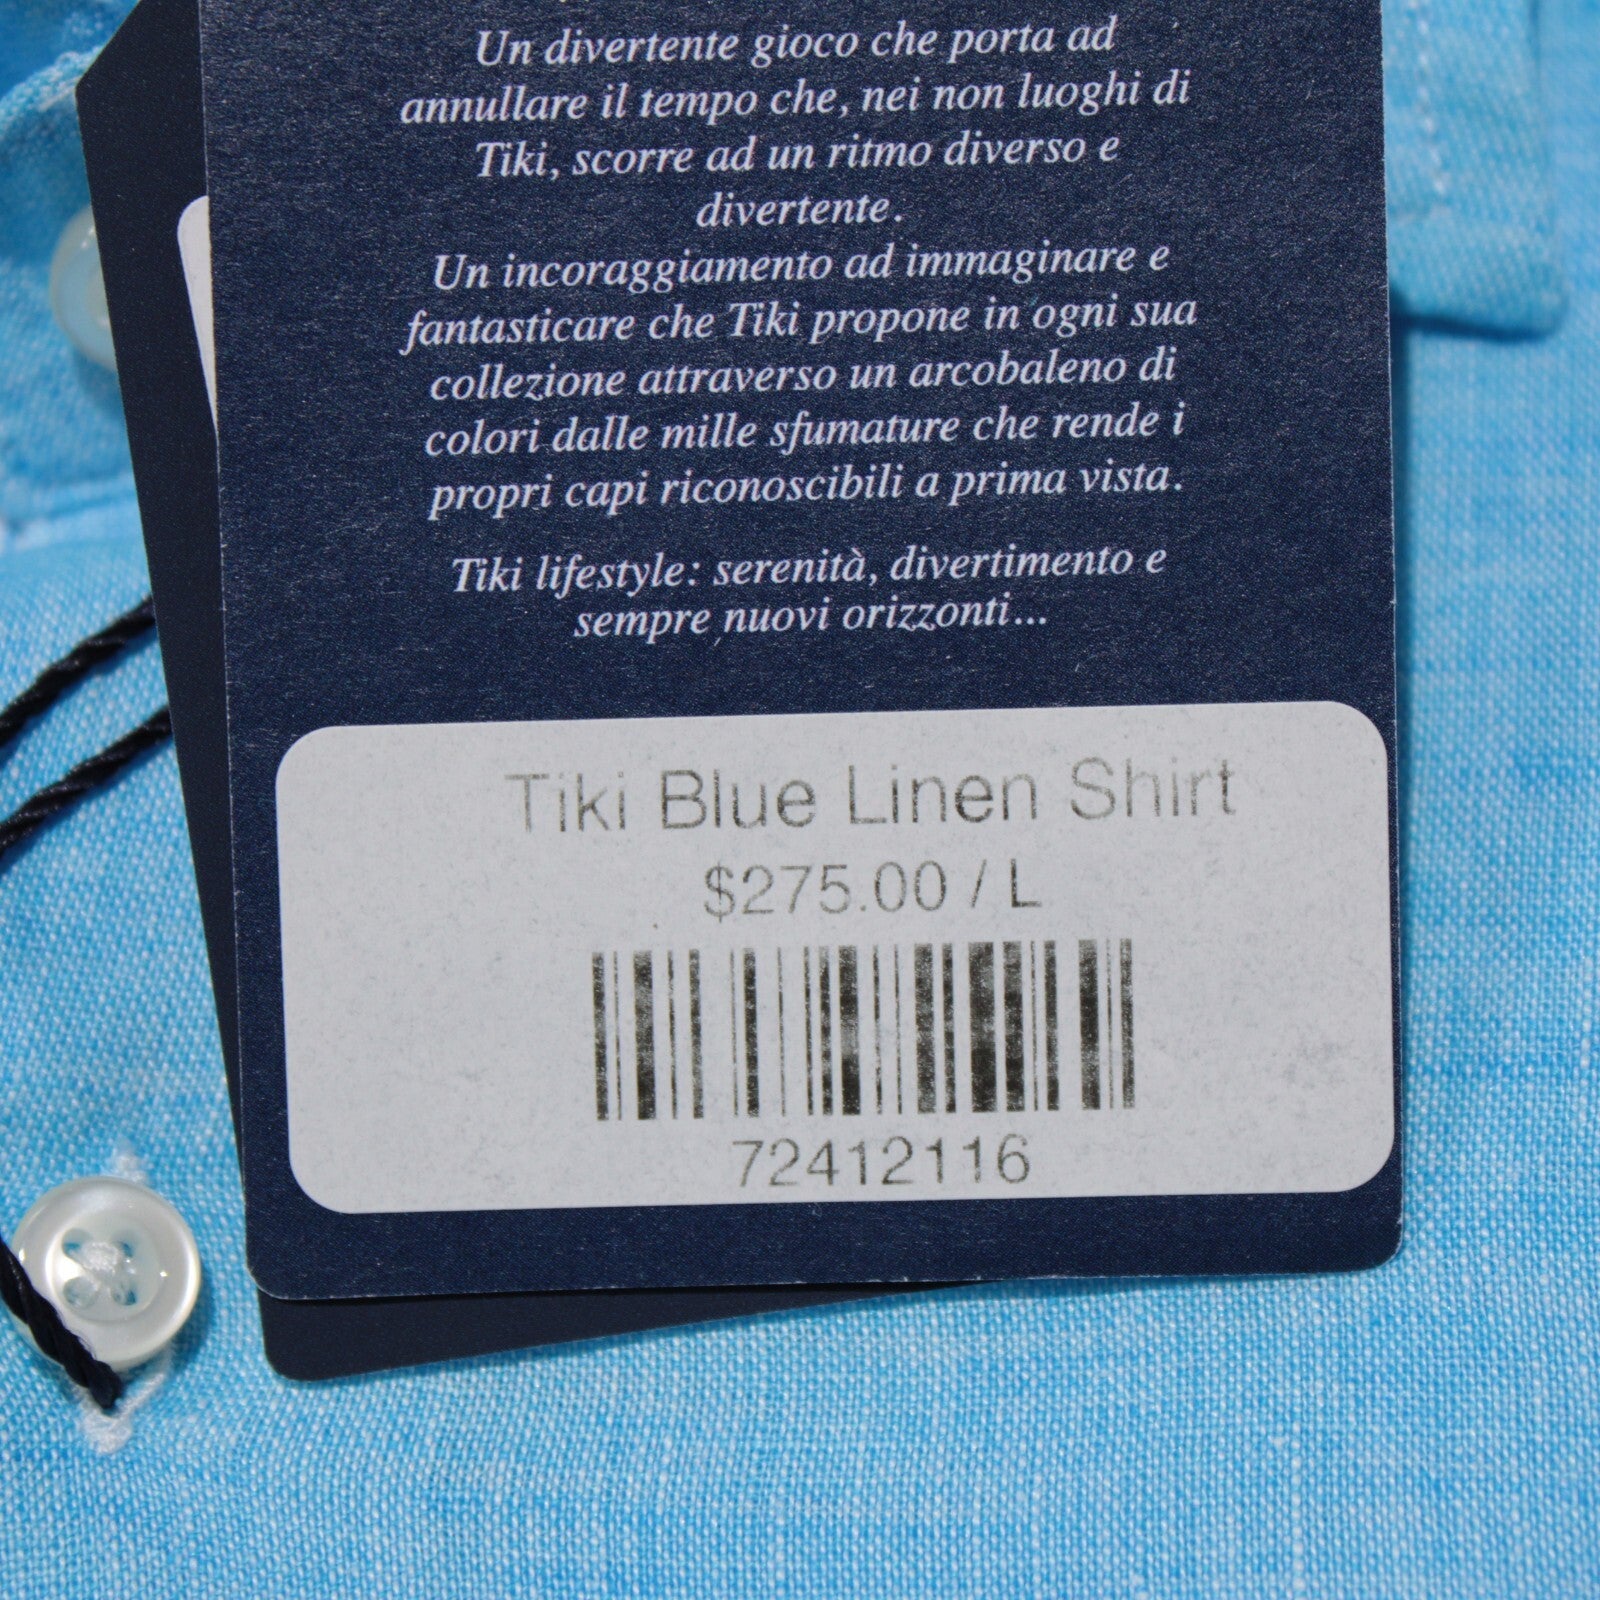 Un divertente gioco che porta ad
annullare il tempo che, nei non luoghi di
Tiki, scorre ad un ritmo diverso e
divertente.
Un incoraggiamento ad immaginare e
fantasticare che Tiki propone in ogni sua
collezione attraverso un arcobaleno di
colori dalle mille sfumature che rende i
propri capi riconoscibili a prima vista.
Tiki lifestyle: serenità, divertimento e
sempre nuovi orizzonti...
Tiki Blue Linen Shirt
$275.00 / L
72412116